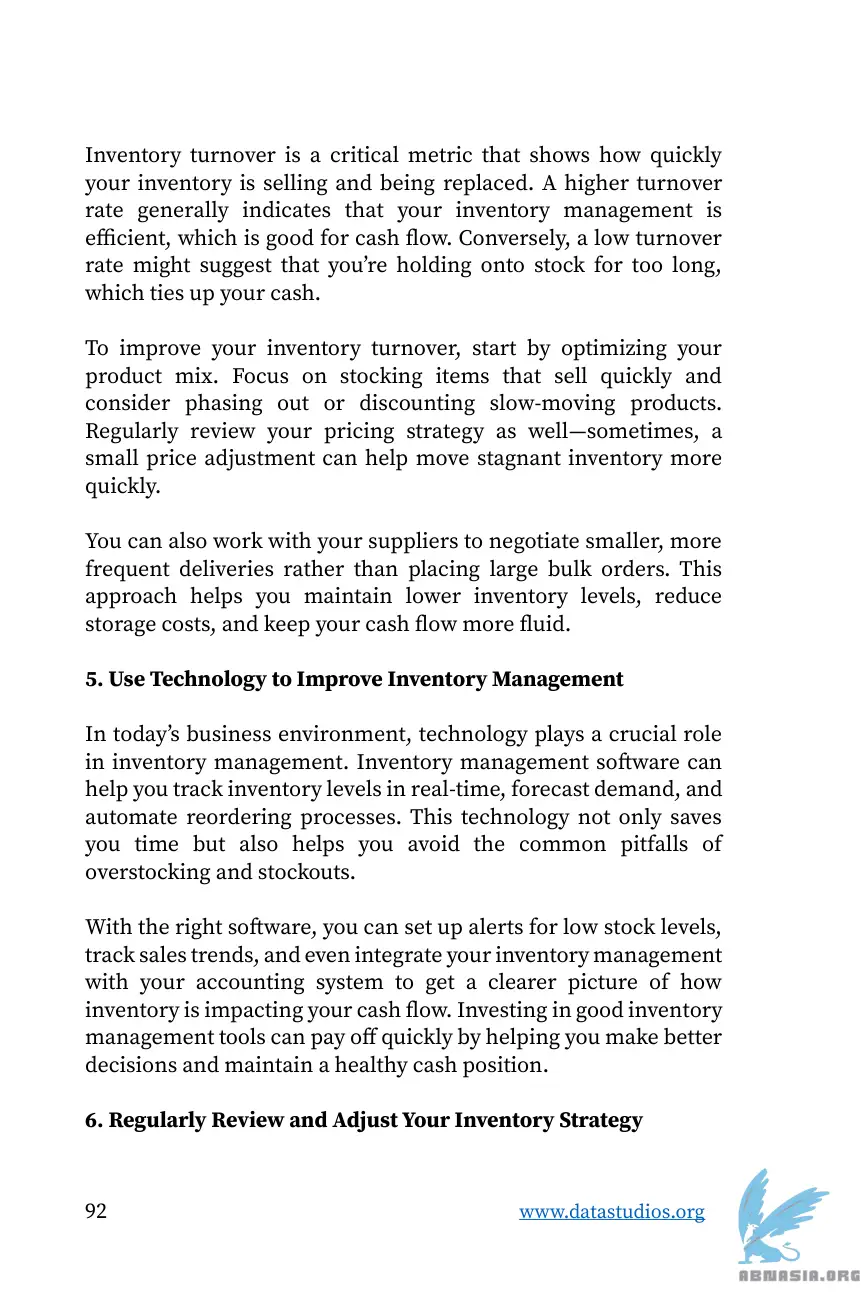 Inventory turnover is a critical metric that shows how quickly
your inventory is selling and being replaced. A higher turnover
rate generally indicates that your inventory management is
efficient, which is good for cash flow. Conversely, a low turnover
rate might suggest that you’re holding onto stock for too long,
which ties up your cash.
To improve your inventory turnover, start by optimizing your
product mix. Focus on stocking items that sell quickly and
consider phasing out or discounting slow-moving products.
Regularly review your pricing strategy as well—sometimes, a
small price adjustment can help move stagnant inventory more
quickly.
You can also work with your suppliers to negotiate smaller, more
frequent deliveries rather than placing large bulk orders. This
approach helps you maintain lower inventory levels, reduce
storage costs, and keep your cash flow more fluid.
5. Use Technology to Improve Inventory Management
In today’s business environment, technology plays a crucial role
in inventory management. Inventory management software can
help you track inventory levels in real-time, forecast demand, and
automate reordering processes. This technology not only saves
you time but also helps you avoid the common pitfalls of
overstocking and stockouts.
With the right software, you can set up alerts for low stock levels,
track sales trends, and even integrate your inventory management
with your accounting system to get a clearer picture of how
inventory is impacting your cash flow. Investing in good inventory
management tools can pay off quickly by helping you make better
decisions and maintain a healthy cash position.
6. Regularly Review and Adjust Your Inventory Strategy
92 www.datastudios.org
ABNASIA.ORG